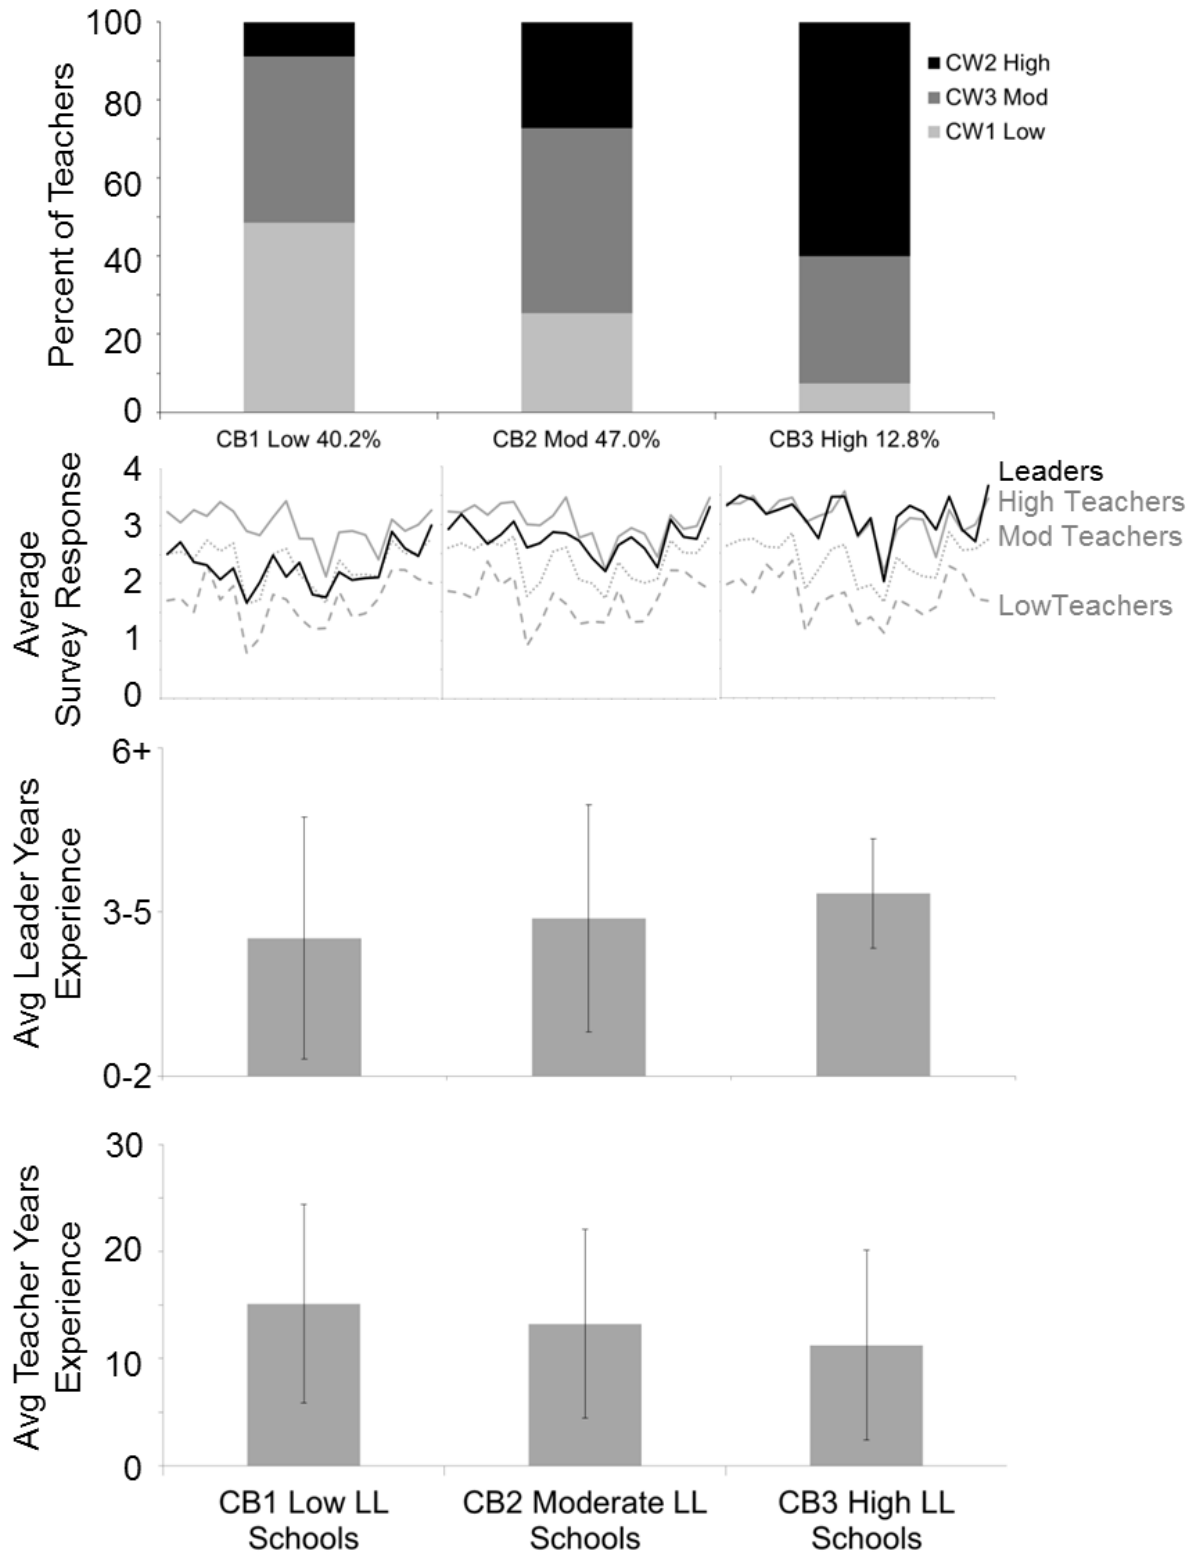 100
80
60
40
20
0
Percent of Teachers
CW2 High
CW3 Mod
CW1 Low
CB1 Low 40.2%
CB2 Mod 47.0%
CB3 High 12.8%
4
3
2
1
0
Average
Survey Response
Leaders
High Teachers
Mod Teachers
LowTeachers
6+
3-5
0-2
Avg Leader Years
Experience
30
20
10
0
Avg Teacher Years
Experience
CB1 Low LL
Schools
CB2 Moderate LL
Schools
CB3 High LL
Schools